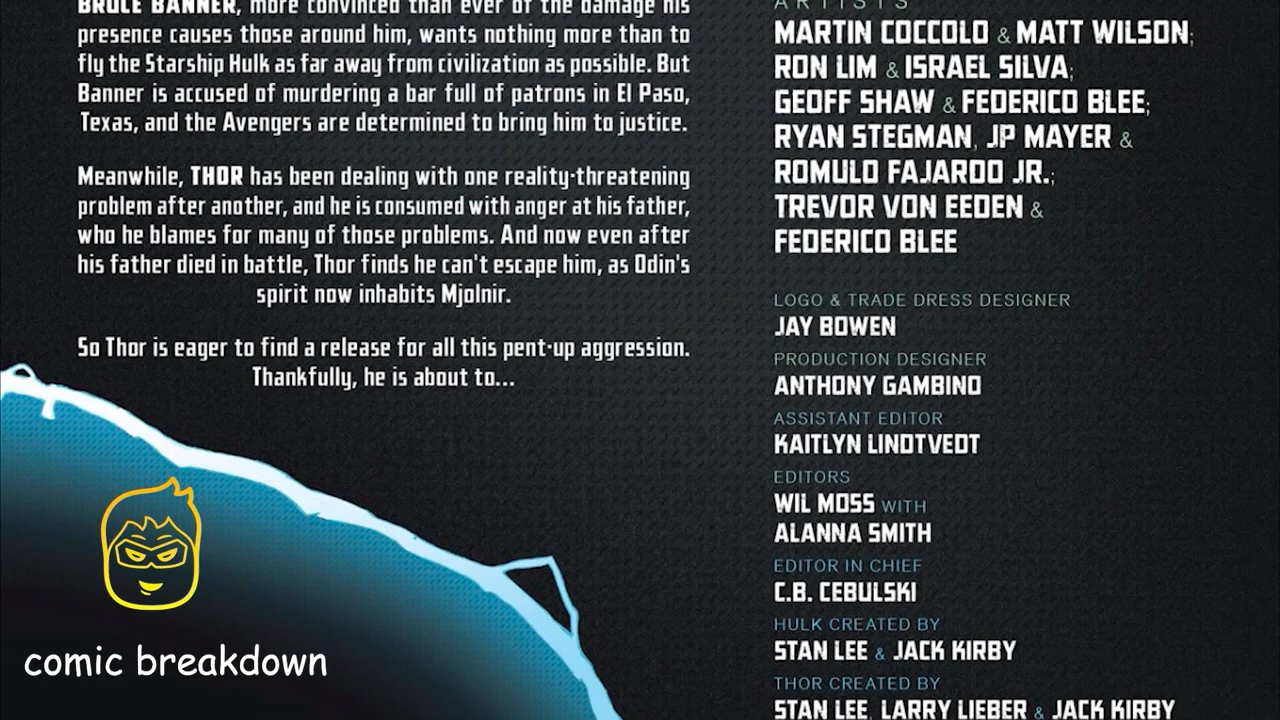 BRUCE BANNER, more convinced than ever of the damage his
presence causes those around him, wants nothing more than to
fly the Starship Hulk as far away from civilization as possible. But
Banner is accused of murdering a bar full of patrons in El Paso,
Texas, and the Avengers are determined to bring him to justice.
Meanwhile, THOR has been dealing with one reality-threatening
problem after another, and he is consumed with anger at his father,
who he blames for many of those problems. And now even after
his father died in battle, Thor finds he can't escape him, as Odin's
spirit now inhabits Mjolnir.
So Thor is eager to find a release for all this pent-up aggression.
Thankfully, he is about to...
comic breakdown
ARTISTS
MARTIN COCCOLO & MATT WILSON;
RON LIM & ISRAEL SILVA;
GEOFF SHAW & FEDERICO BLEE;
RYAN STEGMAN, JP MAYER &
ROMULO FAJARDO JR.;
TREVOR VON EEDEN &
FEDERICO BLEE
LOGO & TRADE DRESS DESIGNER
JAY BOWEN
PRODUCTION DESIGNER
ANTHONY GAMBINO
ASSISTANT EDITOR
KAITLYN LINDTVEDT
EDITORS
WIL MOSS WITH
ALANNA SMITH
EDITOR IN CHIEF
C.B. CEBULSKI
HULK CREATED BY
STAN LEE & JACK KIRBY
THOR CREATED BY
STAN LEE, LARRY LIEBER & JACK KIRBY